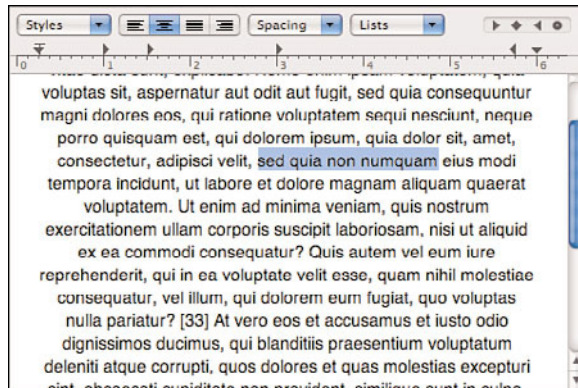 Styles Spacing Lists
0 1 2 3 4 5 6
voluptas sit, aspernatur aut odit aut fugit, sed quia consequuntur
magni dolores eos, qui ratione voluptatem sequi nesciunt, neque
porro quisquam est, qui dolorem ipsum, quia dolor sit, amet,
consectetur, adipisci velit, sed quia non numquam eius modi
tempora incidunt, ut labore et dolore magnam aliquam quaerat
voluptatem. Ut enim ad minima veniam, quis nostrum
exercitationem ullam corporis suscipit laboriosam, nisi ut aliquid
ex ea commodi consequatur? Quis autem vel eum iure
reprehenderit, qui in ea voluptate velit esse, quam nihil molestiae
consequatur, vel illum, qui dolorem eum fugiat, quo voluptas
nulla pariatur? [33] At vero eos et accusamus et iusto odio
dignissimos ducimus, qui blanditiis praesentium voluptatum
deleniti atque corrupti, quos dolores et quas molestias excepturi